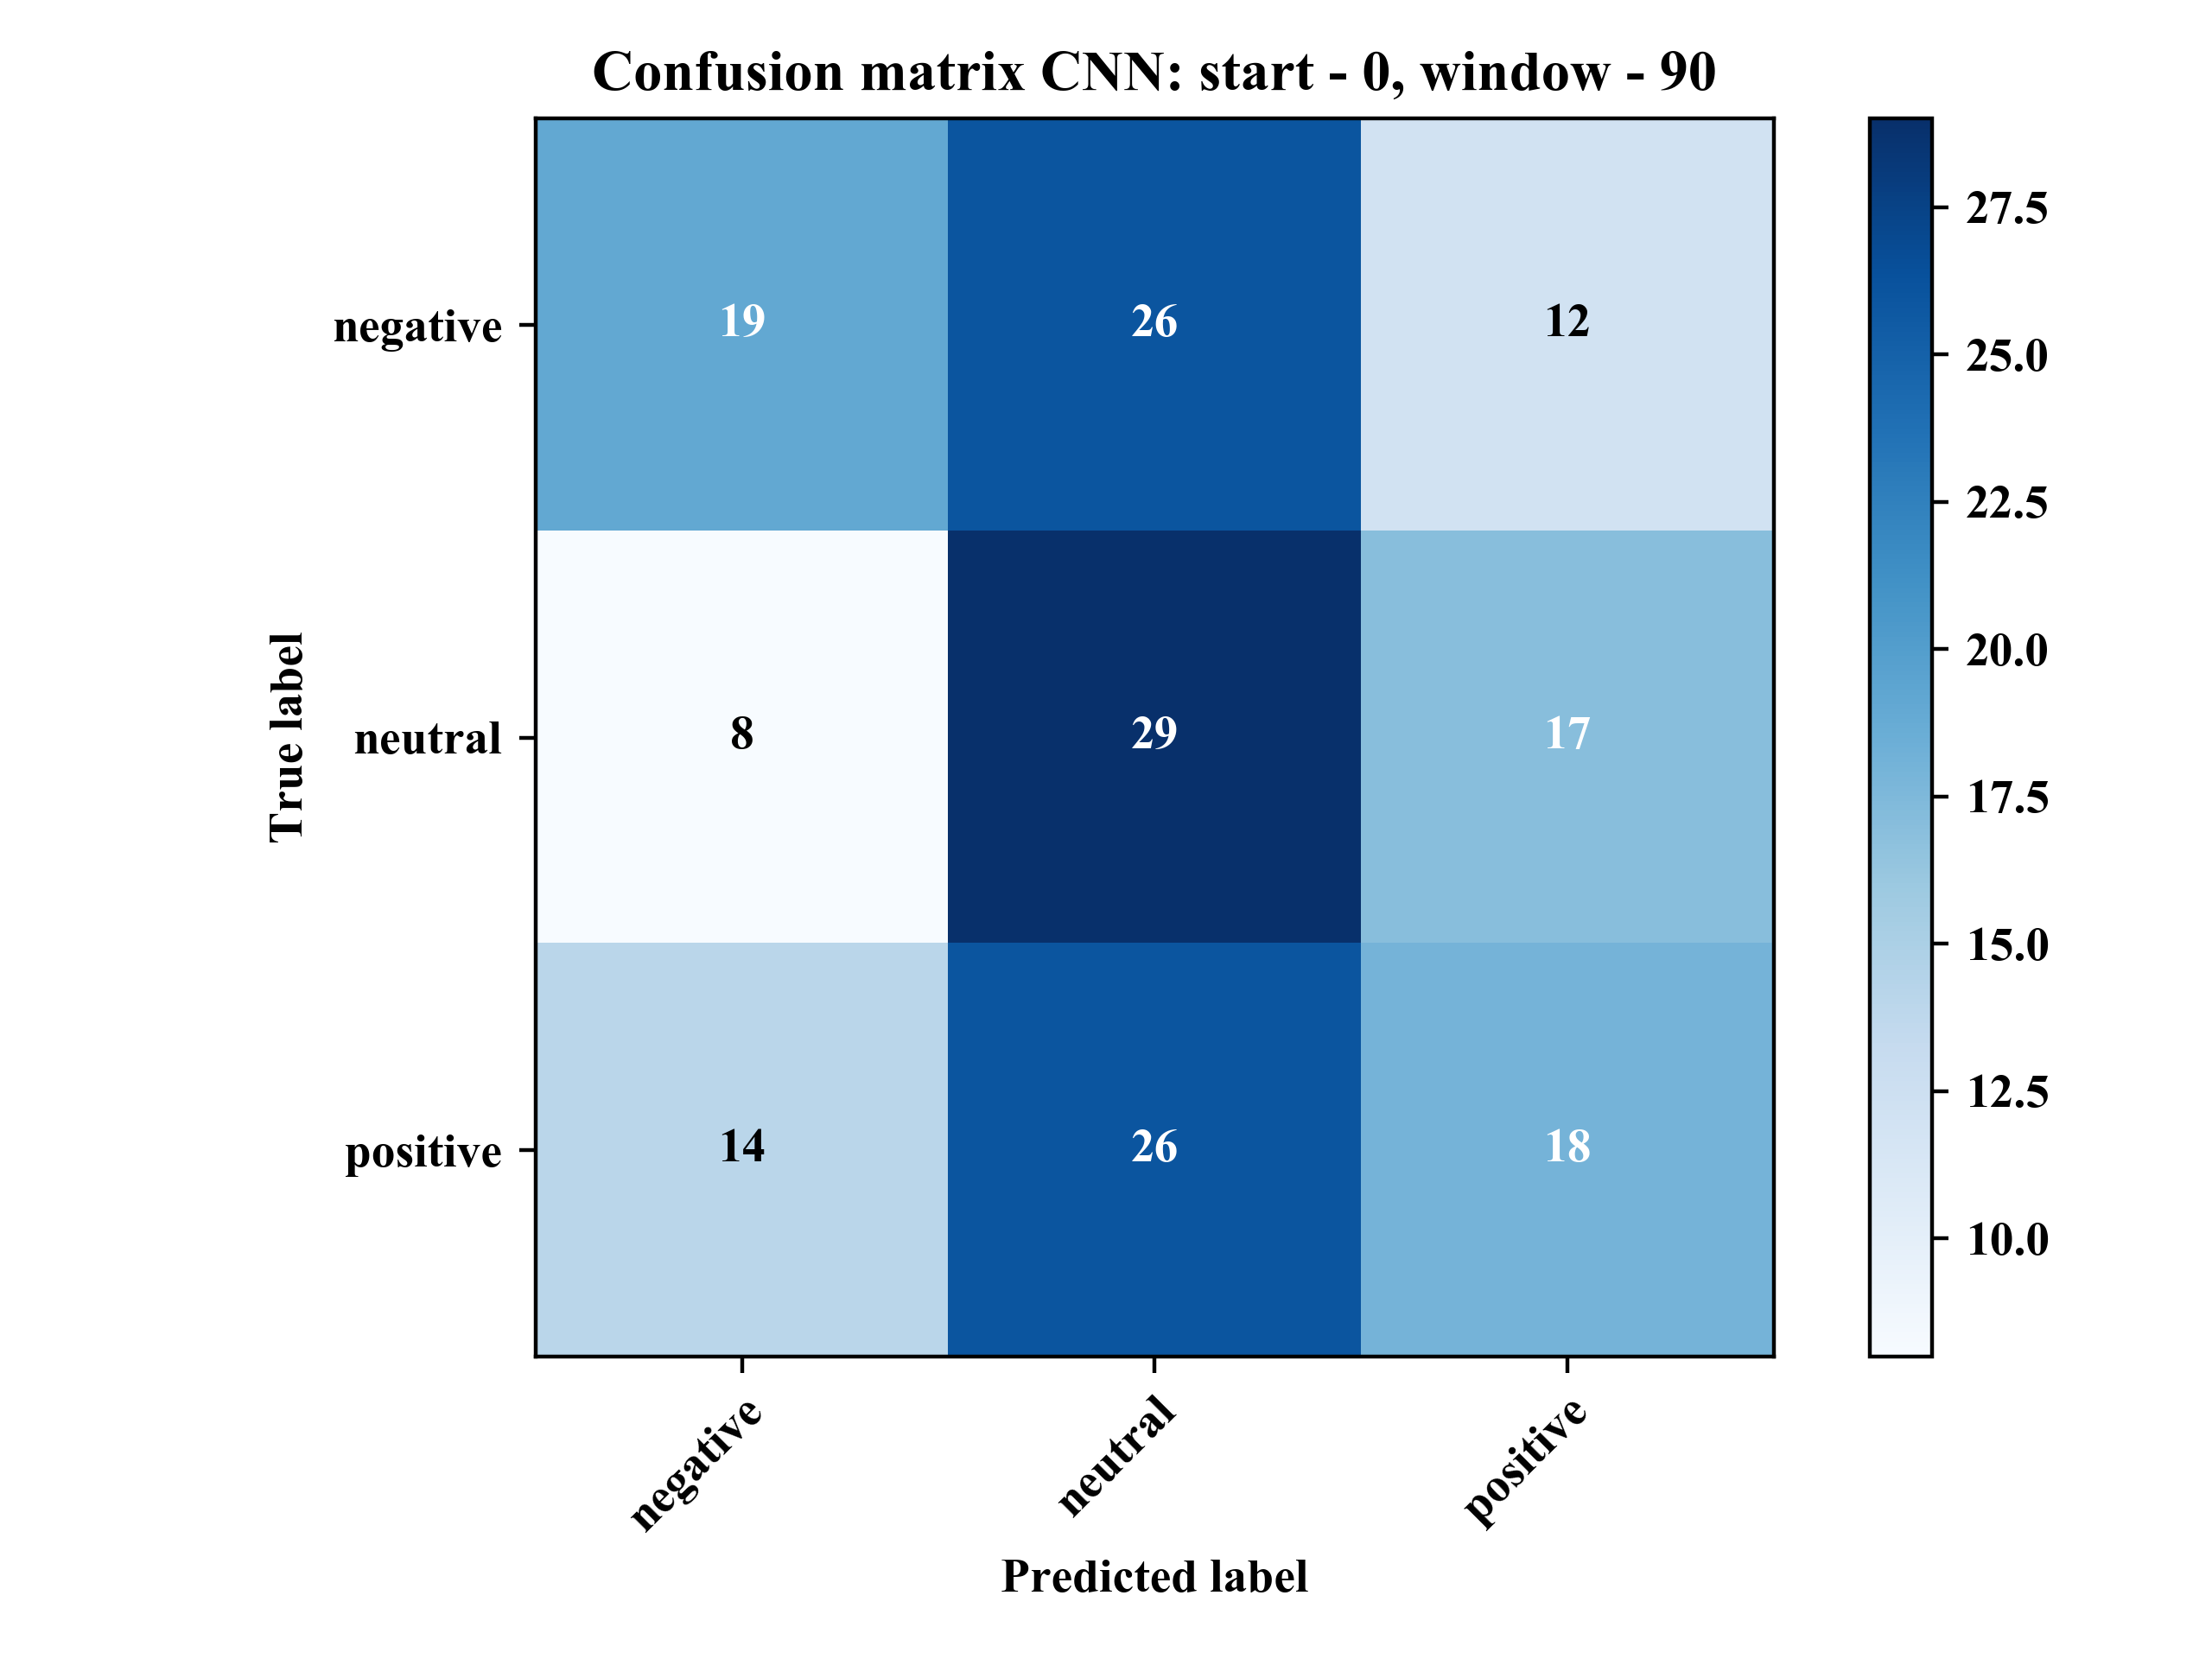 Confusion matrix CNN: start - 0, window - 90
True label
negative
19
26
12
neutral
8
29
17
positive
14
26
18
negative
neutral
positive
Predicted label
27.5
25.0
22.5
20.0
17.5
15.0
12.5
10.0